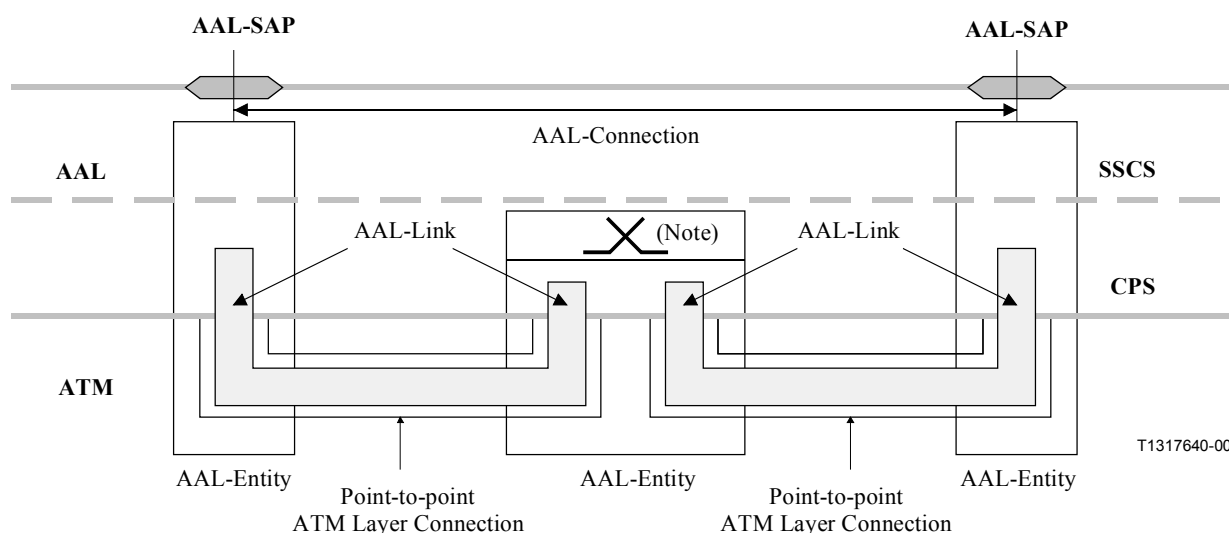 AAL-SAP AAL-SAP
AAL-Connection
AAL SSCS
AAL-Link (Note) AAL-Link
CPS
ATM
T1317640-00
AAL-Entity AAL-Entity AAL-Entity
Point-to-point Point-to-point
ATM Layer Connection ATM Layer Connection